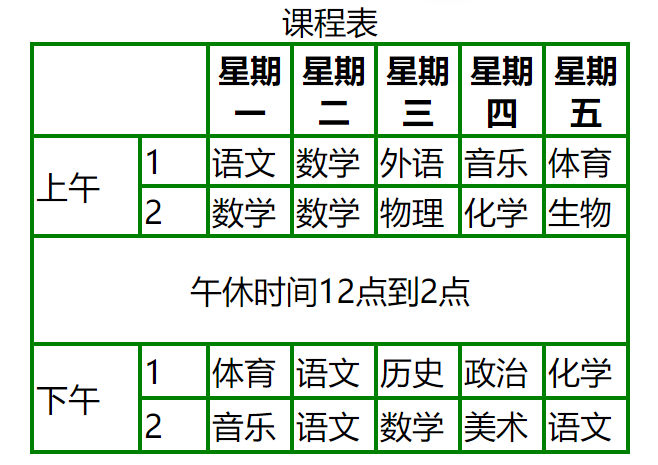 课程表
星期一 星期二 星期三 星期四 星期五
上午 1 语文 数学 外语 音乐 体育
2 数学 数学 物理 化学 生物
午休时间12点到2点
下午 1 体育 语文 历史 政治 化学
2 音乐 语文 数学 美术 语文